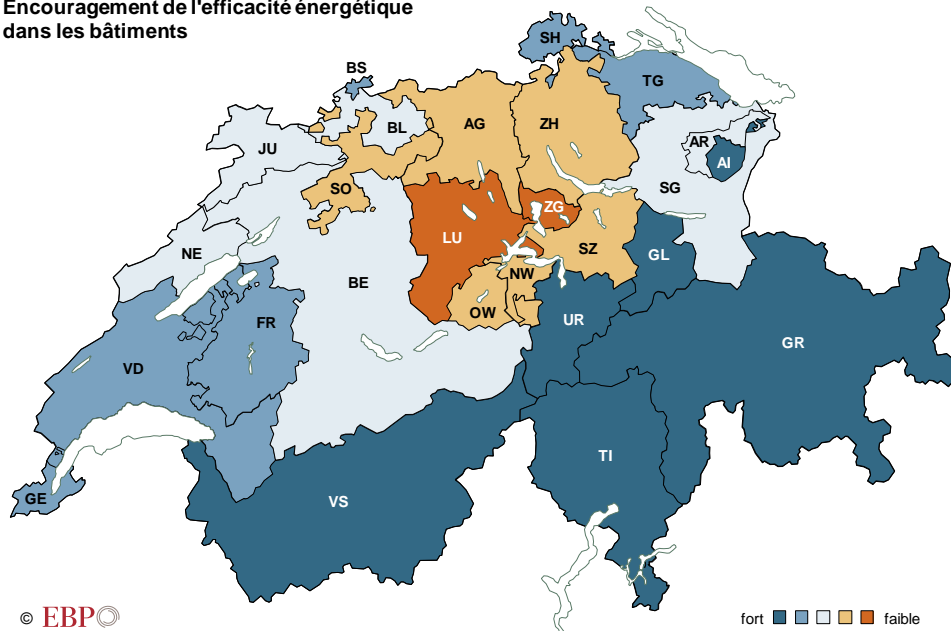 Encouragement de l'efficacité énergétique
dans les bâtiments
SH
BS
TG
BL
AG
ZH
JU
AR
AI
SO
SG
ZG
LU
NE
SZ
GL
NW
BE
OW
FR
UR
GR
VD
TI
GE
VS
© EBP
fort
faible